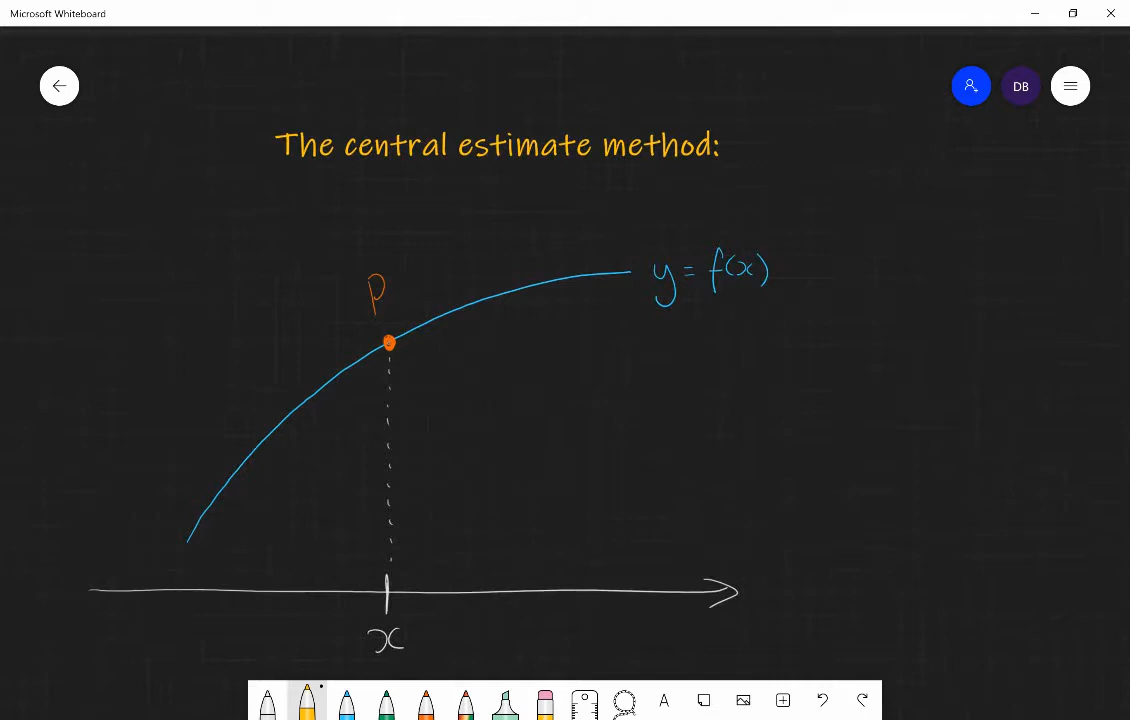 Microsoft Whiteboard
DB
The central estimate method:
y = f(x)
P
x
A